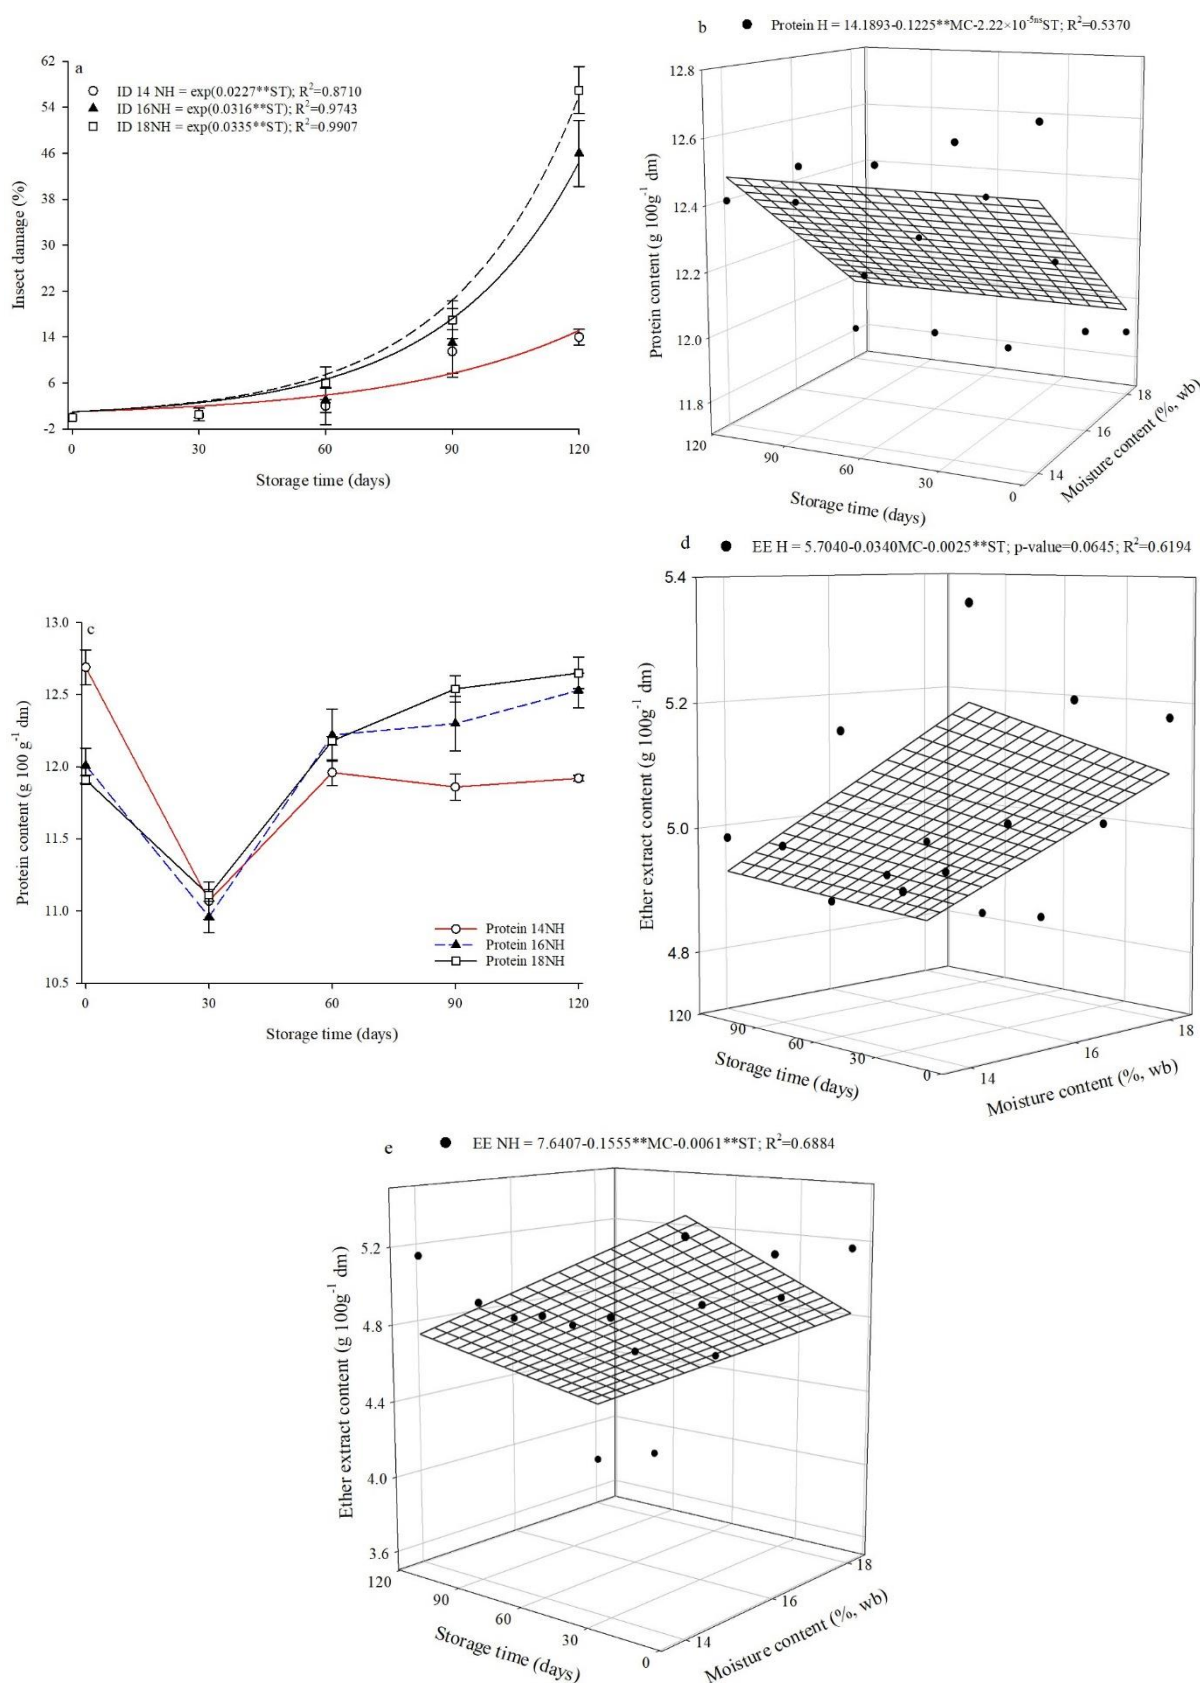 a
ID 14 NH = exp(0.0227**ST); R²=0.8710
ID 16NH = exp(0.0316**ST); R²=0.9743
ID 18NH = exp(0.0335**ST); R²=0.9907
62
54
46
38
30
22
14
6
-2
Insect damage (%)
0 30 60 90 120
Storage time (days)
b Protein H = 14.1893-0.1225**MC-2.22×10⁻⁵ⁿˢST; R²=0.5370
12.8
12.6
12.4
12.2
12.0
11.8
Protein content (g 100g⁻¹ dm)
120 90 60 30 0
Storage time (days)
14 16 18
Moisture content (%, wb)
c
13.0
12.5
12.0
11.5
11.0
10.5
Protein content (g 100 g⁻¹ dm)
Protein 14NH
Protein 16NH
Protein 18NH
0 30 60 90 120
Storage time (days)
d EE H = 5.7040-0.0340MC-0.0025**ST; p-value=0.0645; R²=0.6194
5.4
5.2
5.0
4.8
Ether extract content (g 100g⁻¹ dm)
120 90 60 30 0
Storage time (days)
14 16 18
Moisture content (%, wb)
e EE NH = 7.6407-0.1555**MC-0.0061**ST; R²=0.6884
5.2
4.8
4.4
4.0
3.6
Ether extract content (g 100g⁻¹ dm)
120 90 60 30 0
Storage time (days)
14 16 18
Moisture content (%, wb)